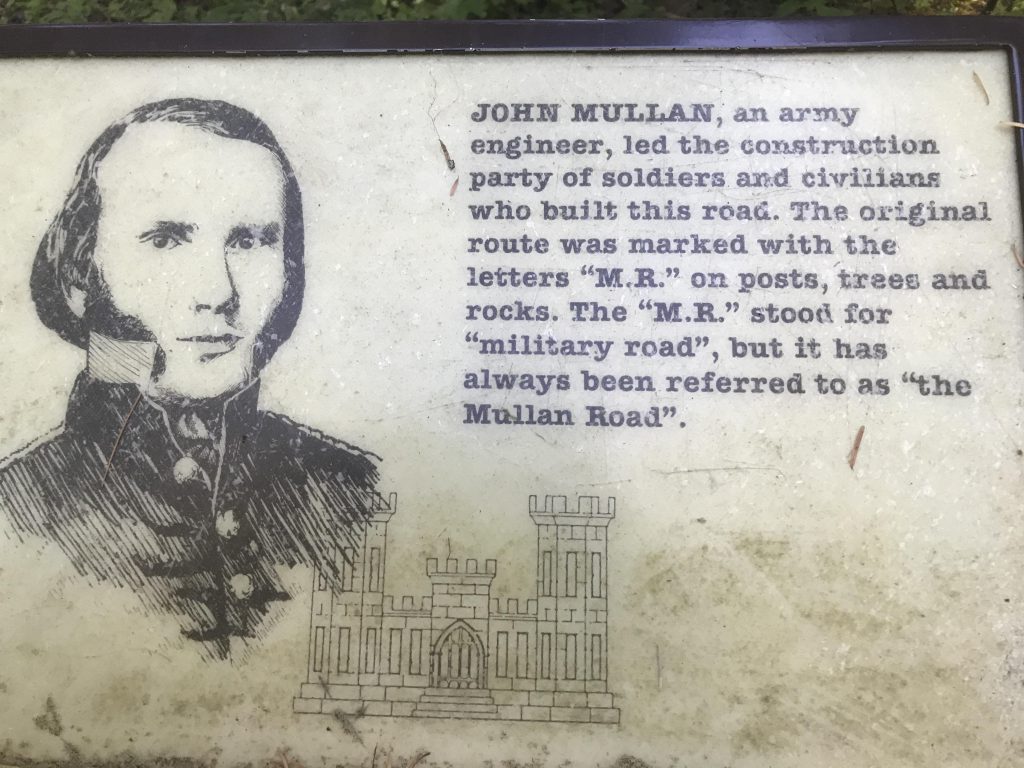 JOHN MULLAN, an army
engineer, led the construction
party of soldiers and civilians
who built this road. The original
route was marked with the
letters “M.R.” on posts, trees and
rocks. The “M.R.” stood for
“military road”, but it has
always been referred to as “the
Mullan Road”.